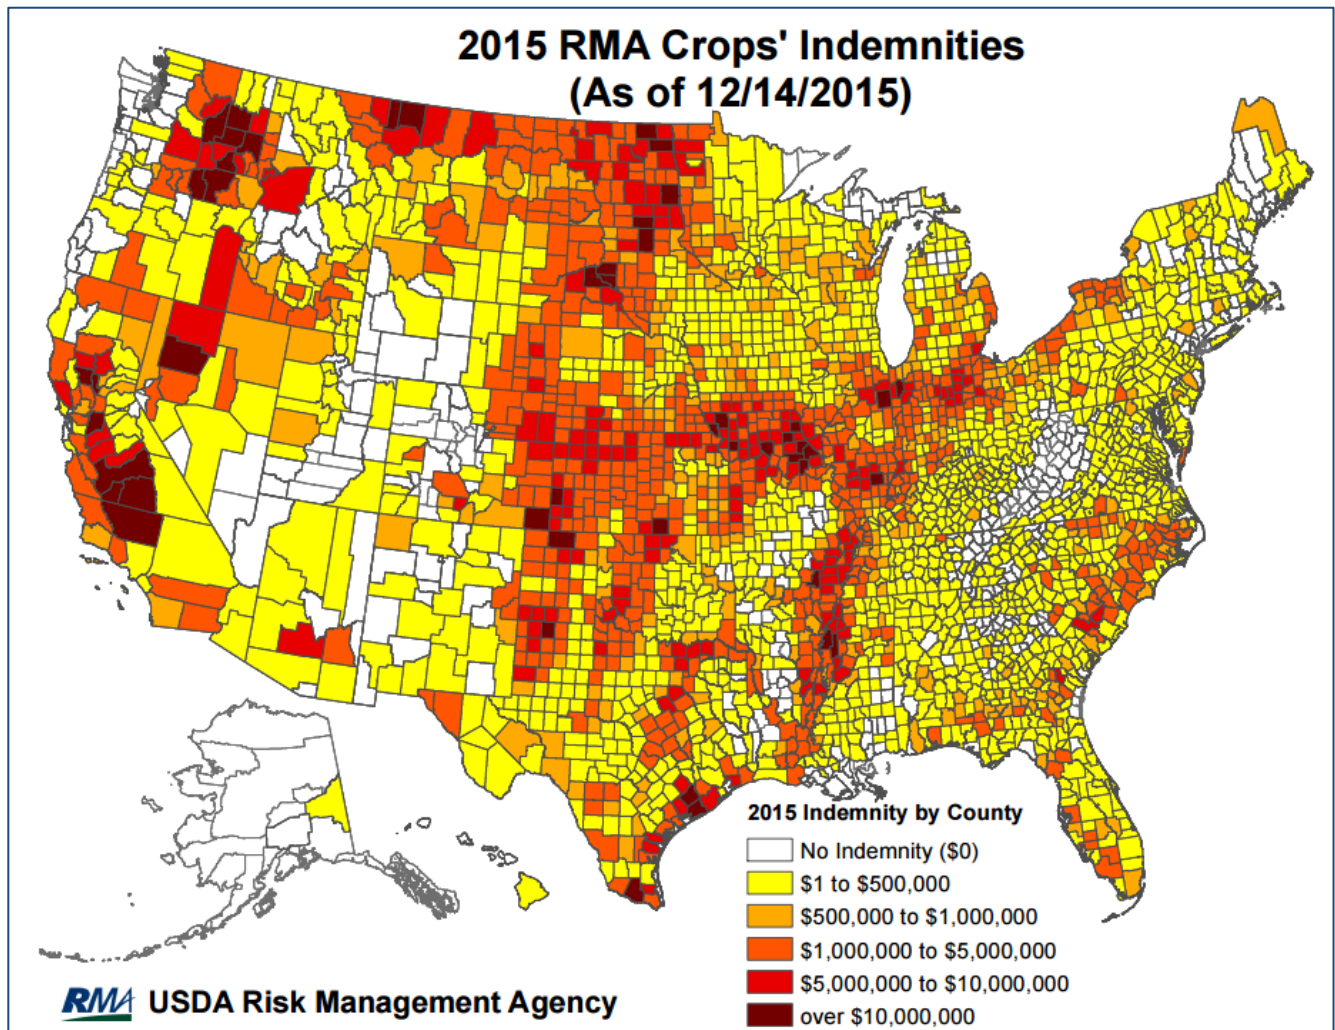 2015 RMA Crops' Indemnities
(As of 12/14/2015)
2015 Indemnity by County
No Indemnity ($0)
$1 to $500,000
$500,000 to $1,000,000
$1,000,000 to $5,000,000
$5,000,000 to $10,000,000
over $10,000,000
RMA USDA Risk Management Agency